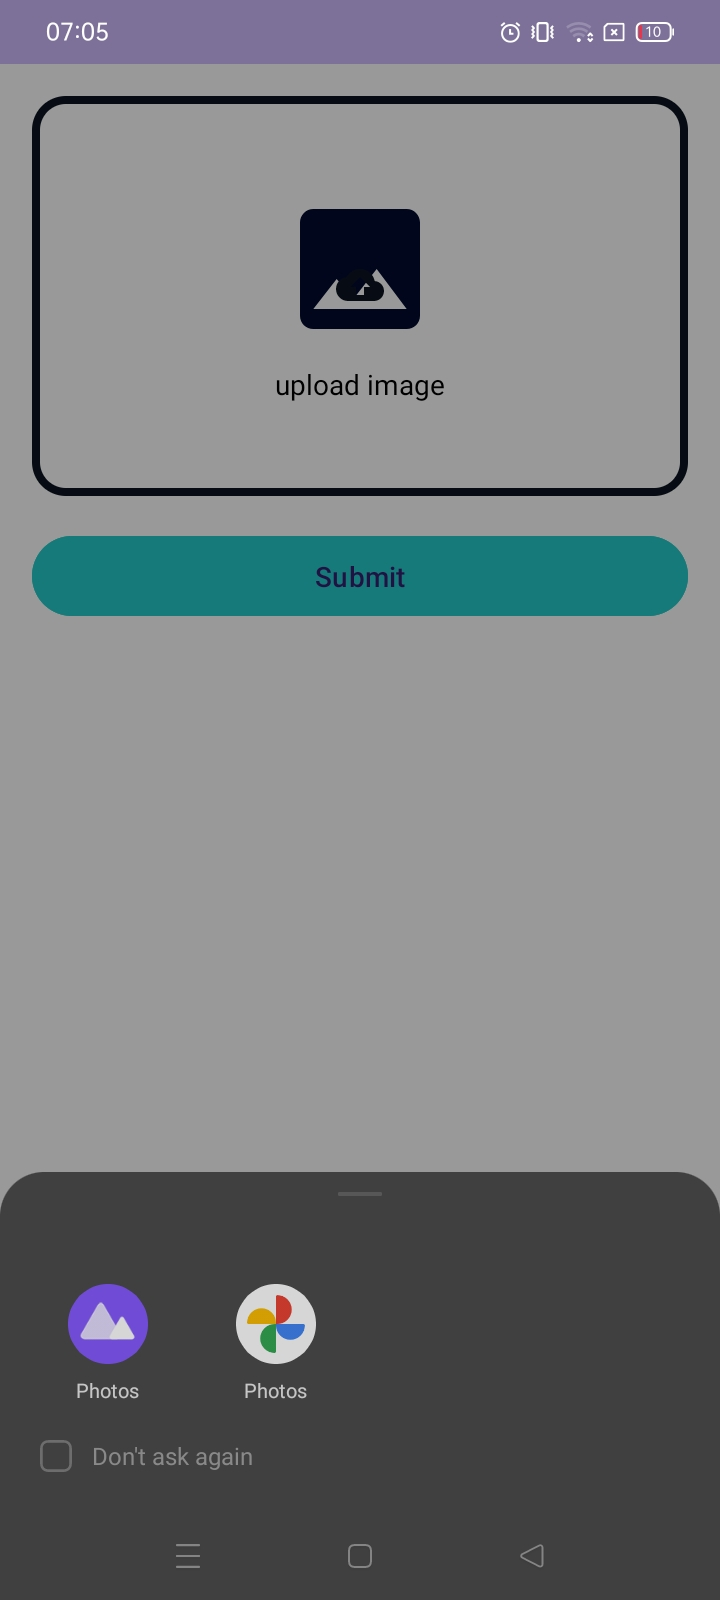 07:05
10
upload image
Submit
Photos
Photos
Don't ask again